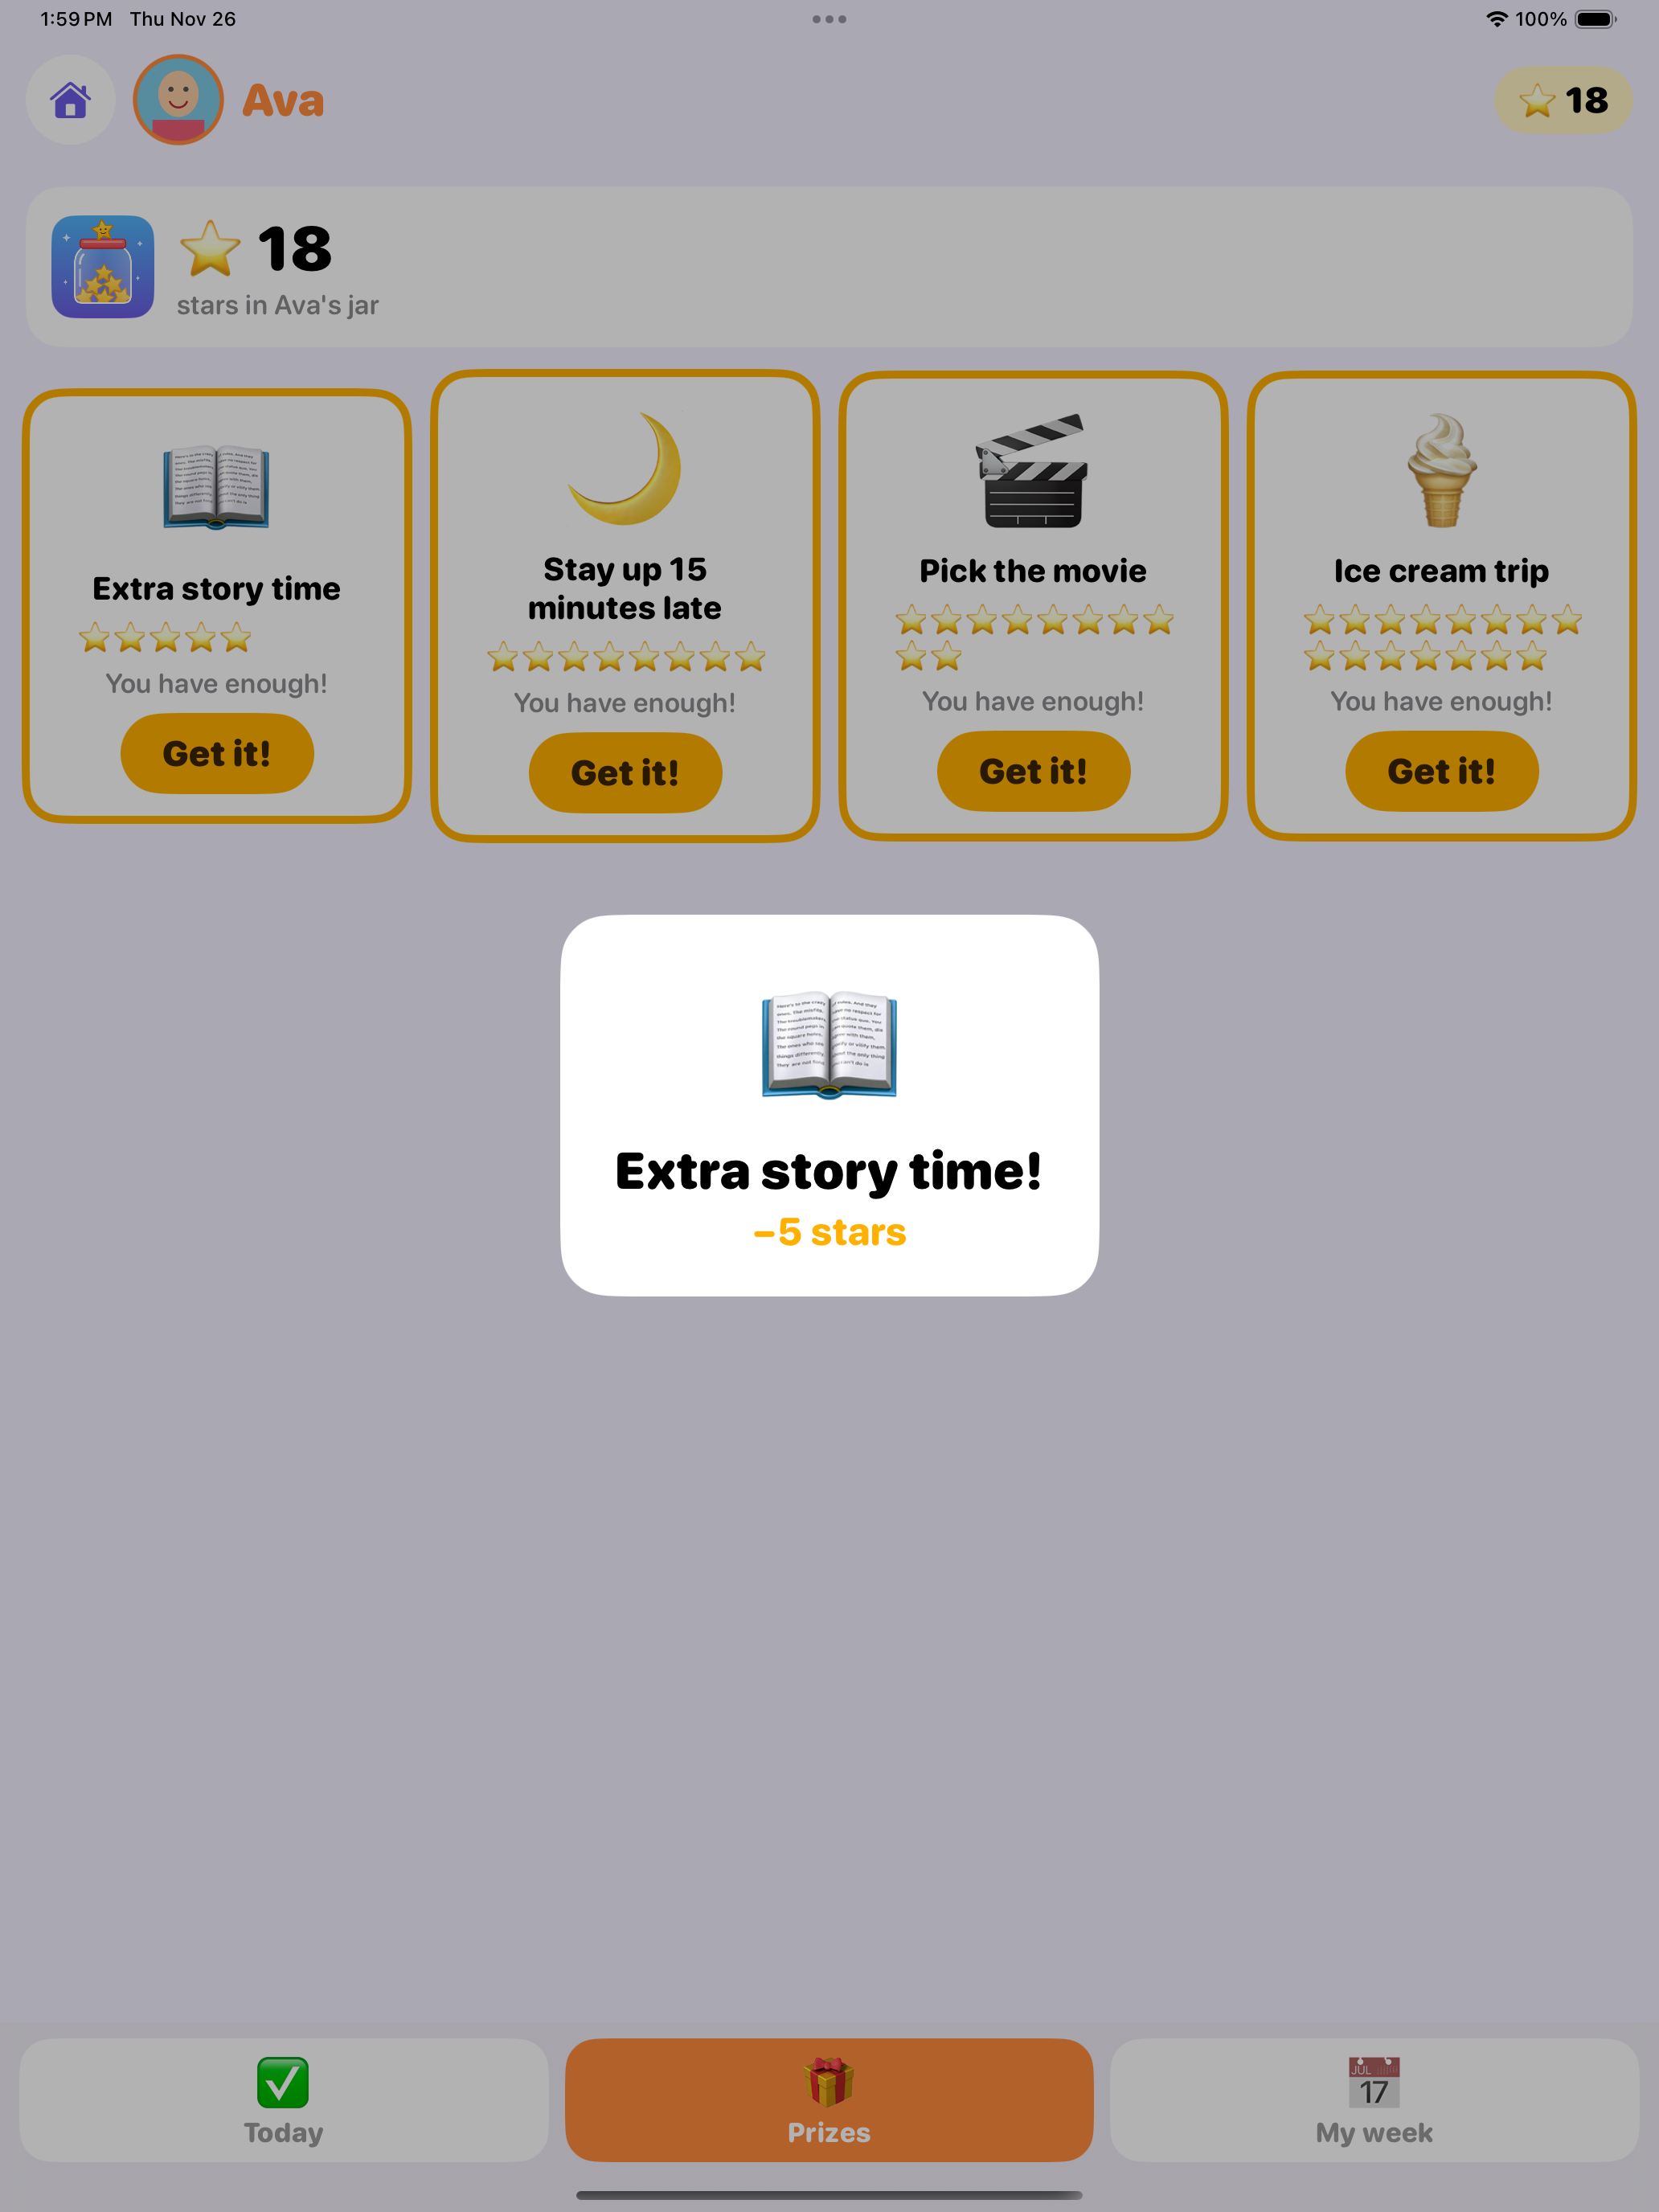 1:59 PM Thu Nov 26
100%
Ava
18
18
stars in Ava's jar
Extra story time
You have enough!
Get it!
Stay up 15
minutes late
You have enough!
Get it!
Pick the movie
You have enough!
Get it!
Ice cream trip
You have enough!
Get it!
Extra story time!
–5 stars
Today
Prizes
JUL
17
My week